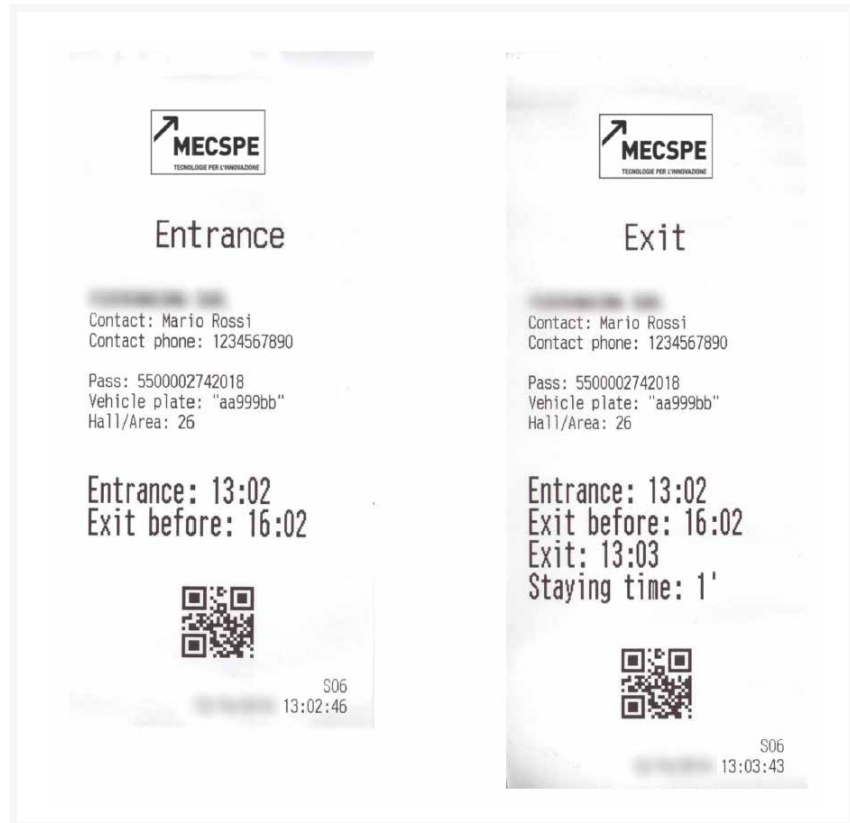 MECSPE
TECNOLOGIE PER L'INNOVAZIONE
Entrance
Contact: Mario Rossi
Contact phone: 1234567890
Pass: 5500002742018
Vehicle plate: "aa999bb"
Hall/Area: 26
Entrance: 13:02
Exit before: 16:02
S06
13:02:46
MECSPE
TECNOLOGIE PER L'INNOVAZIONE
Exit
Contact: Mario Rossi
Contact phone: 1234567890
Pass: 5500002742018
Vehicle plate: "aa999bb"
Hall/Area: 26
Entrance: 13:02
Exit before: 16:02
Exit: 13:03
Staying time: 1'
S06
13:03:43